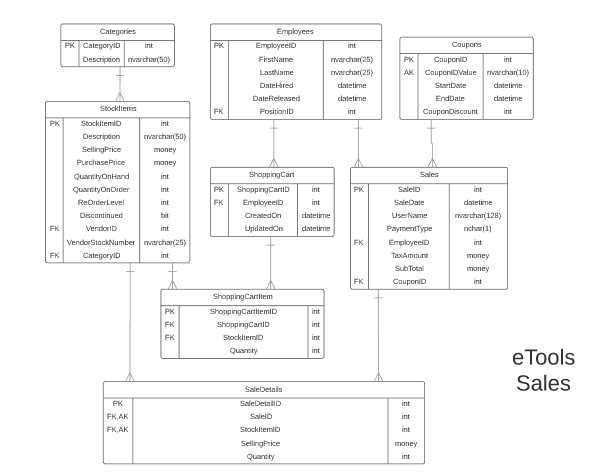 Categories
PK CategoryID int
Description nvarchar(50)
Employees
PK EmployeeID int
FirstName nvarchar(25)
LastName nvarchar(25)
DateHired datetime
DateReleased datetime
FK PositionID int
Coupons
PK CouponID int
AK CouponIDValue nvarchar(10)
StartDate datetime
EndDate datetime
CouponDiscount int
StockItems
PK StockItemID int
Description nvarchar(50)
SellingPrice money
PurchasePrice money
QuantityOnHand int
QuantityOnOrder int
ReOrderLevel int
Discontinued bit
FK VendorID int
VendorStockNumber nvarchar(25)
FK CategoryID int
ShoppingCart
PK ShoppingCartID int
FK EmployeeID int
CreatedOn datetime
UpdatedOn datetime
Sales
PK SaleID int
SaleDate datetime
UserName nvarchar(128)
PaymentType nchar(1)
FK EmployeeID int
TaxAmount money
SubTotal money
FK CouponID int
ShoppingCartItem
PK ShoppingCartItemID int
FK ShoppingCartID int
FK StockItemID int
Quantity int
eTools
Sales
SaleDetails
PK SaleDetailID int
FK,AK SaleID int
FK,AK StockItemID int
SellingPrice money
Quantity int